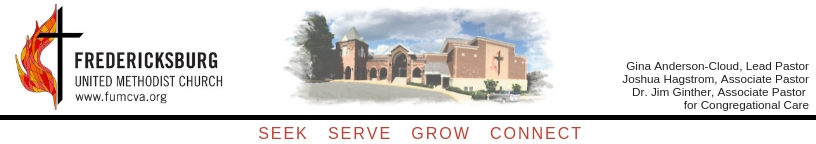 FREDERICKSBURG
UNITED METHODIST CHURCH
www.fumcva.org
Gina Anderson-Cloud, Lead Pastor
Joshua Hagstrom, Associate Pastor
Dr. Jim Ginther, Associate Pastor
for Congregational Care
SEEK SERVE GROW CONNECT